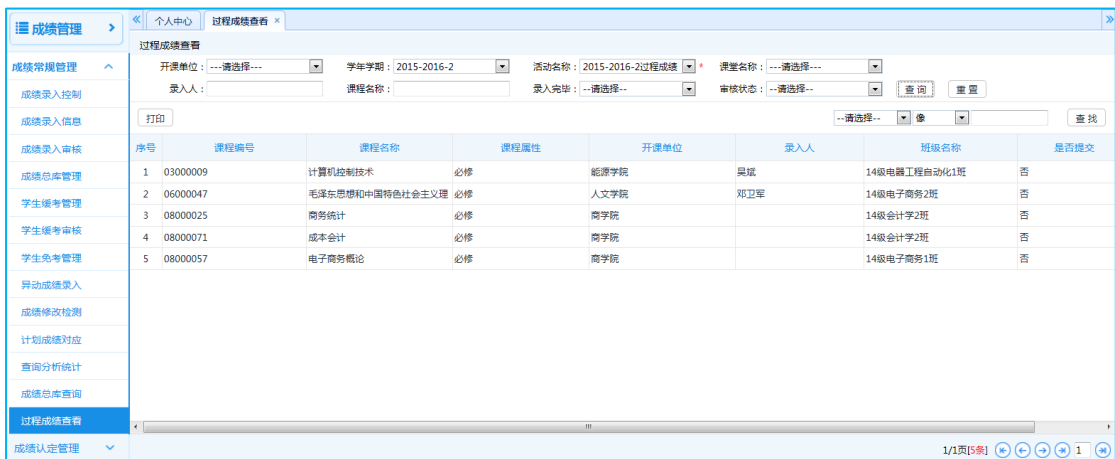 成绩管理
成绩常规管理
成绩录入控制
成绩录入信息
成绩录入审核
成绩总库管理
学生缓考管理
学生缓考审核
学生免考管理
异动成绩录入
成绩修改检测
计划成绩对应
查询分析统计
成绩总库查询
过程成绩查看
成绩认定管理
个人中心 过程成绩查看 ×
过程成绩查看
开课单位： ---请选择--- 学年学期： 2015-2016-2 活动名称： 2015-2016-2过程成绩 * 课堂名称： ---请选择---
录入人： 课程名称： 录入完毕： --请选择-- 审核状态： --请选择-- 查询 重置
打印 --请选择-- 像 查找
序号 课程编号 课程名称 课程属性 开课单位 录入人 班级名称 是否提交
1 03000009 计算机控制技术 必修 能源学院 吴斌 14级电器工程自动化1班 否
2 06000047 毛泽东思想和中国特色社会主义理 必修 人文学院 邓卫军 14级电子商务2班 否
3 08000025 商务统计 必修 商学院 14级会计学2班 否
4 08000071 成本会计 必修 商学院 14级会计学2班 否
5 08000057 电子商务概论 必修 商学院 14级电子商务1班 否
1/1页[5条] 1